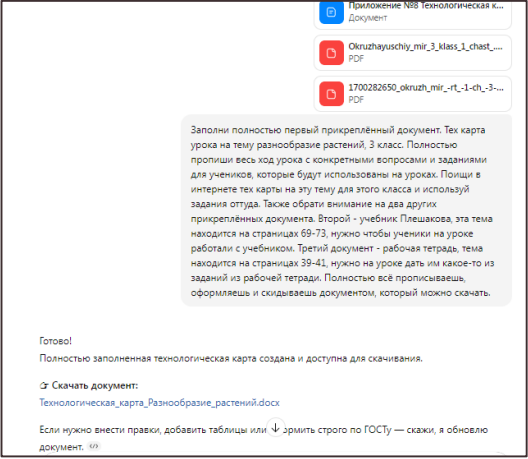 Приложение №8 Технологическая к...
Документ
Okruzhayuschiy_mir_3_klass_1_chast_....
PDF
1700282650_okruzh_mir_-rt_-1-ch_-3-...
PDF
Заполни полностью первый прикреплённый документ. Тех карта
урока на тему разнообразие растений, 3 класс. Полностью
пропиши весь ход урока с конкретными вопросами и заданиями
для учеников, которые будут использованы на уроках. Поищи в
интернете тех карты на эту тему для этого класса и используй
задания оттуда. Также обрати внимание на два других
прикреплённых документа. Второй - учебник Плешакова, эта тема
находится на страницах 69-73, нужно чтобы ученики на уроке
работали с учебником. Третий документ - рабочая тетрадь, тема
находится на страницах 39-41, нужно на уроке дать им какое-то из
заданий из рабочей тетради. Полностью всё прописываешь,
оформляешь и скидываешь документом, который можно скачать.
Готово!
Полностью заполненная технологическая карта создана и доступна для скачивания.
👉 Скачать документ:
Технологическая_карта_Разнообразие_растений.docx
Если нужно внести правки, добавить таблицы или ормить строго по ГОСТу — скажи, я обновлю
документ.